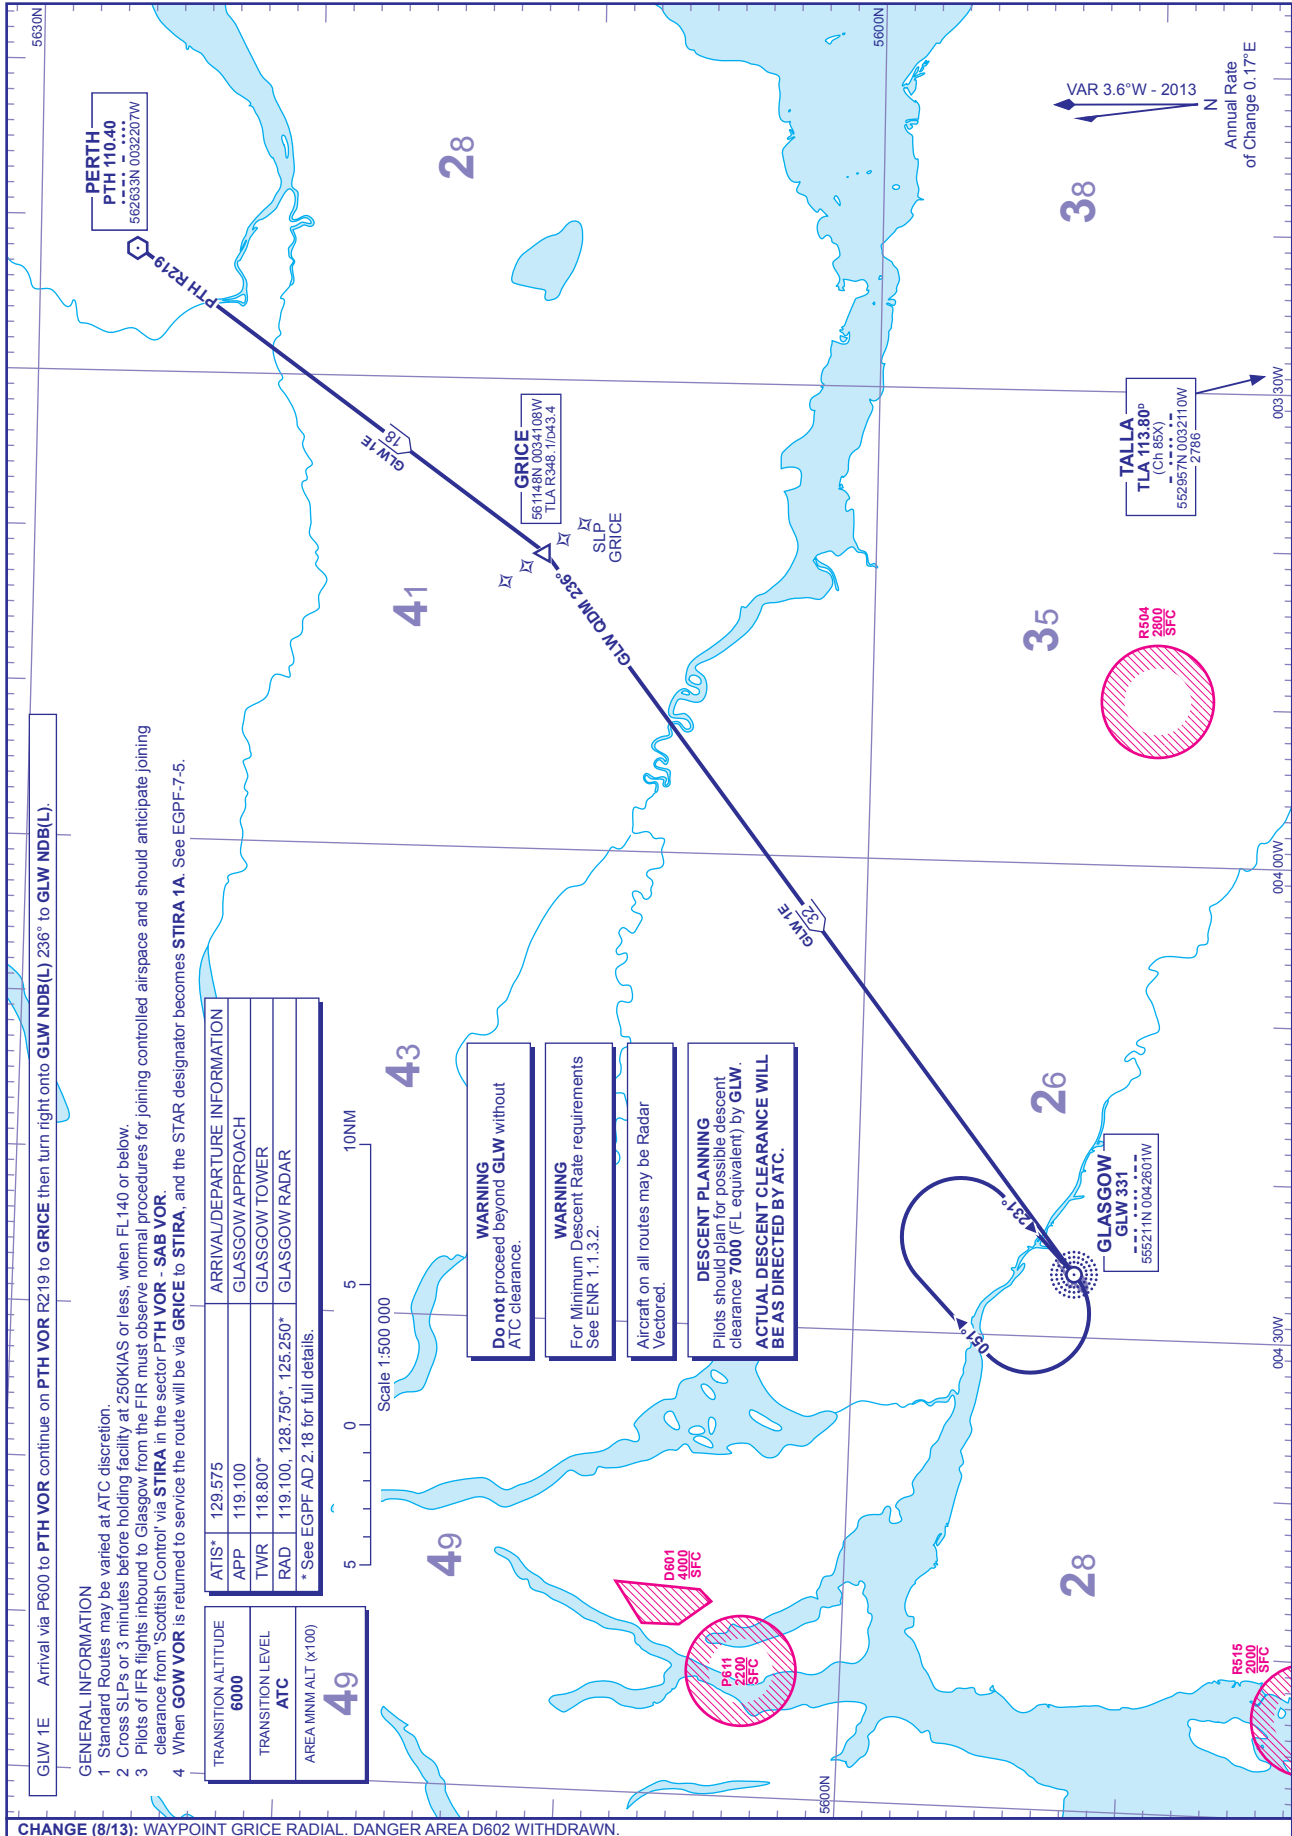 GLW 1E Arrival via P600 to PTH VOR continue on PTH VOR R219 to GRICE then turn right onto GLW NDB(L) 236° to GLW NDB(L).
GENERAL INFORMATION
1 Standard Routes may be varied at ATC discretion.
2 Cross SLPs or 3 minutes before holding facility at 250KIAS or less, when FL140 or below.
3 Pilots of IFR flights inbound to Glasgow from the FIR must observe normal procedures for joining controlled airspace and should anticipate joining
clearance from 'Scottish Control' via STIRA in the sector PTH VOR - SAB VOR.
4 When GOW VOR is returned to service the route will be via GRICE to STIRA, and the STAR designator becomes STIRA 1A. See EGPF-7-5.
TRANSITION ALTITUDE
6000
TRANSITION LEVEL
ATC
AREA MNM ALT (x100)
49
ATIS* 129.575 ARRIVAL/DEPARTURE INFORMATION
APP 119.100 GLASGOW APPROACH
TWR 118.800* GLASGOW TOWER
RAD 119.100, 128.750*, 125.250* GLASGOW RADAR
* See EGPF AD 2.18 for full details.
5 0 5 10NM
Scale 1:500 000
WARNING
Do not proceed beyond GLW without
ATC clearance.
WARNING
For Minimum Descent Rate requirements
See ENR 1.1.3.2.
Aircraft on all routes may be Radar
Vectored.
DESCENT PLANNING
Pilots should plan for possible descent
clearance 7000 (FL equivalent) by GLW.
ACTUAL DESCENT CLEARANCE WILL
BE AS DIRECTED BY ATC.
5630N
PERTH
PTH 110.40
562633N 0032207W
PTH R219
28
GLW 1E
18
41
GRICE
561148N 0034108W
TLA R348.1/D43.4
SLP
GRICE
GLW QDM 236°
43
49
GLW 1E
32
5600N
5600N
VAR 3.6°W - 2013
N
Annual Rate
of Change 0.17°E
38
35
26
28
TALLA
TLA 113.80D
(Ch 85X)
552957N 0032110W
2786
R504
2800
SFC
D601
4000
SFC
P611
2200
SFC
R515
2000
SFC
231°
051°
GLASGOW
GLW 331
555211N 0042601W
004 30W
004 00W
003 30W
CHANGE (8/13): WAYPOINT GRICE RADIAL. DANGER AREA D602 WITHDRAWN.